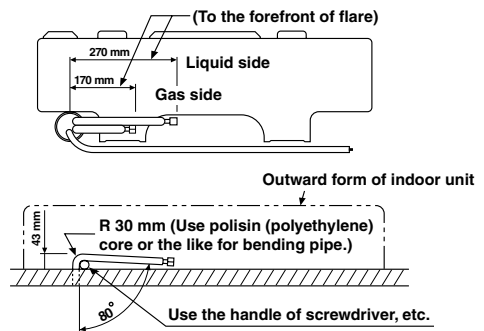 (To the forefront of flare)
270 mm
Liquid side
170 mm
Gas side
Outward form of indoor unit
43 mm
R 30 mm (Use polisin (polyethylene)
core or the like for bending pipe.)
80°
Use the handle of screwdriver, etc.